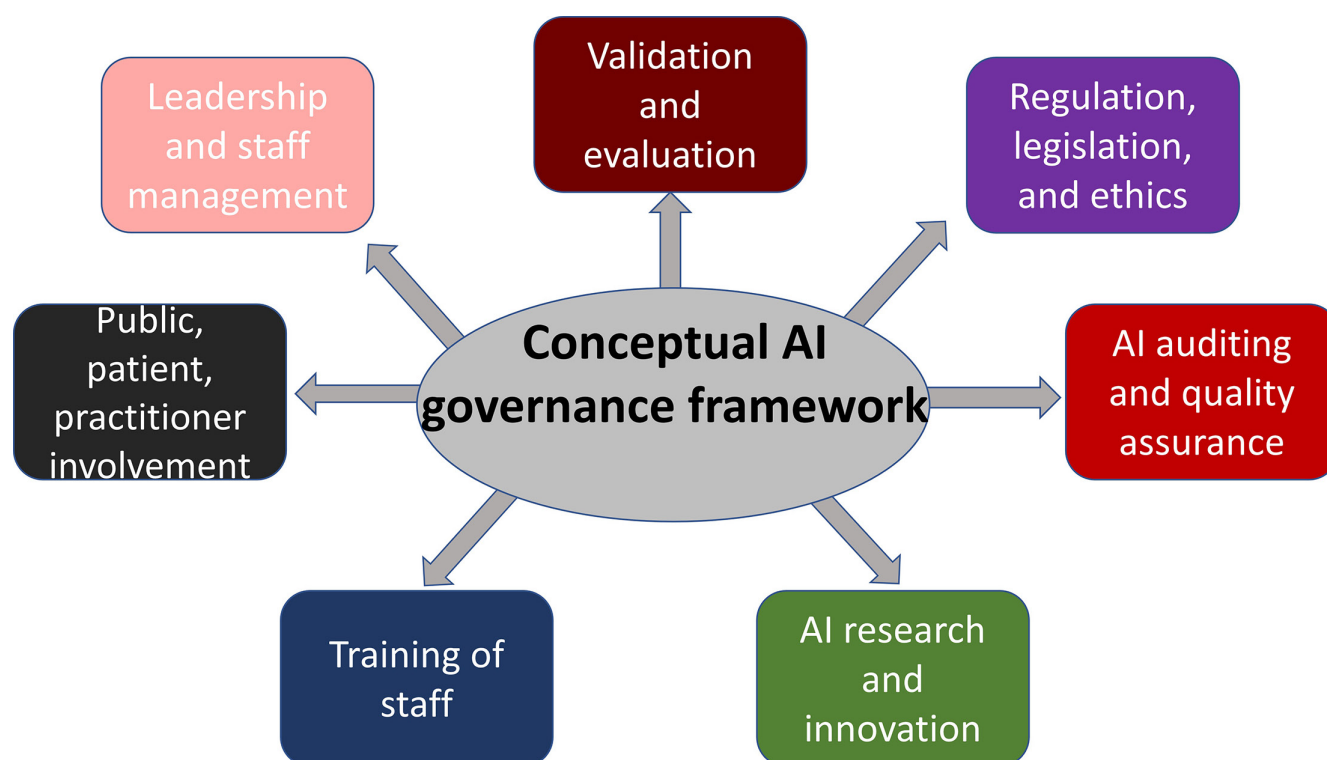 Leadership
and staff
management
Validation
and
evaluation
Regulation,
legislation,
and ethics
Public,
patient,
practitioner
involvement
Conceptual AI
governance framework
AI auditing
and quality
assurance
Training of
staff
AI research
and
innovation